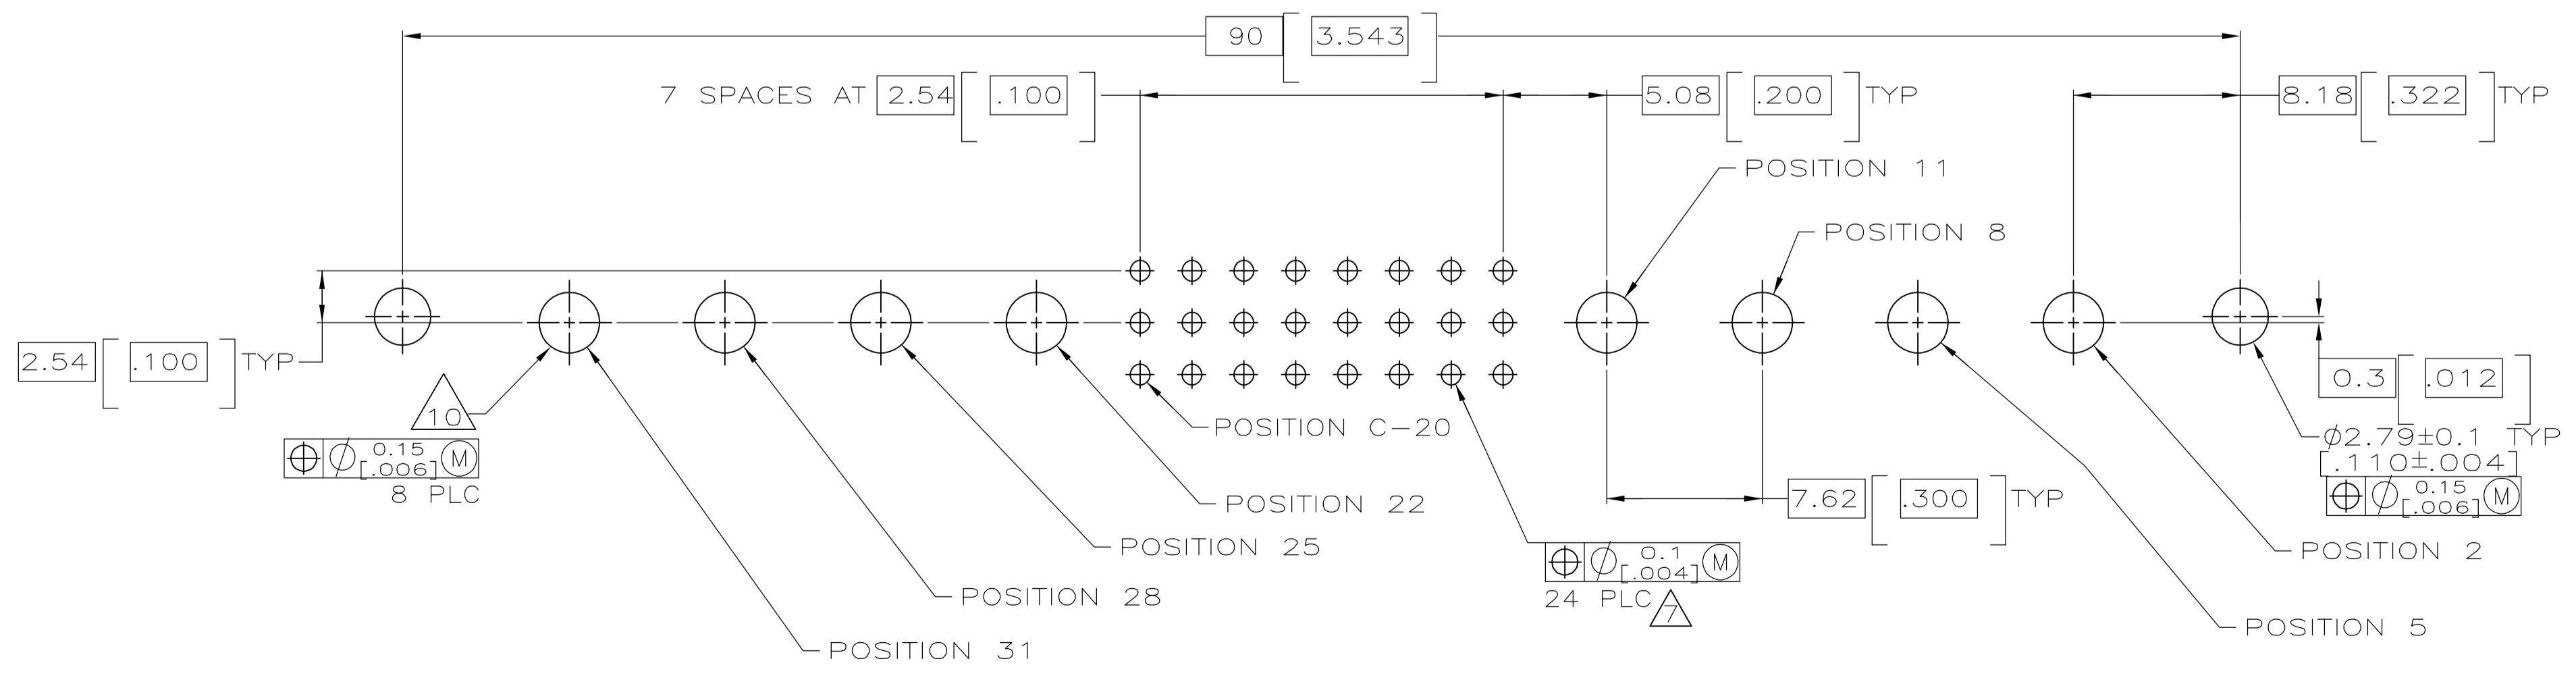 90 [3.543]
7 SPACES AT 2.54 [.100]
5.08 [.200] TYP
8.18 [.322] TYP
POSITION 11
POSITION 8
2.54 [.100] TYP
0.3 [.012]
10
⌖ ∅ 0.15 Ⓜ
[.006]
8 PLC
POSITION C-20
∅2.79±0.1 TYP
[.110±.004]
⌖ ∅ 0.15 Ⓜ
[.006]
POSITION 22
7.62 [.300] TYP
POSITION 25
POSITION 2
⌖ ∅ 0.1 Ⓜ
[.004]
24 PLC 7
POSITION 28
POSITION 5
POSITION 31